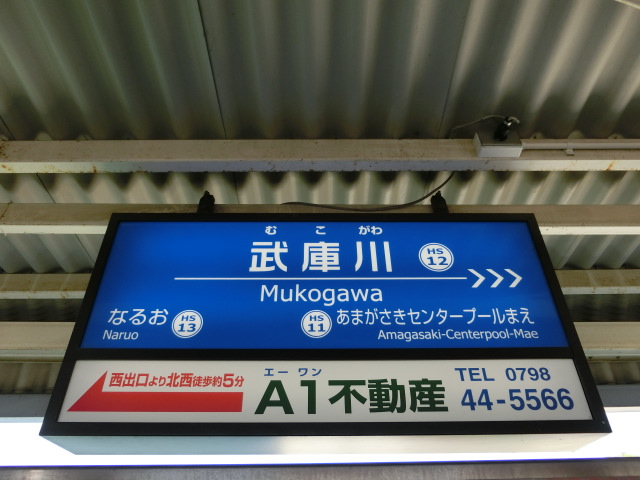 むこがわ
武庫川 HS 12
Mukogawa
なるお HS 13
Naruo
HS 11 あまがさきセンタープールまえ
Amagasaki-Centerpool-Mae
西出口より北西徒歩約5分
エー ワン
A1不動産
TEL 0798
44-5566